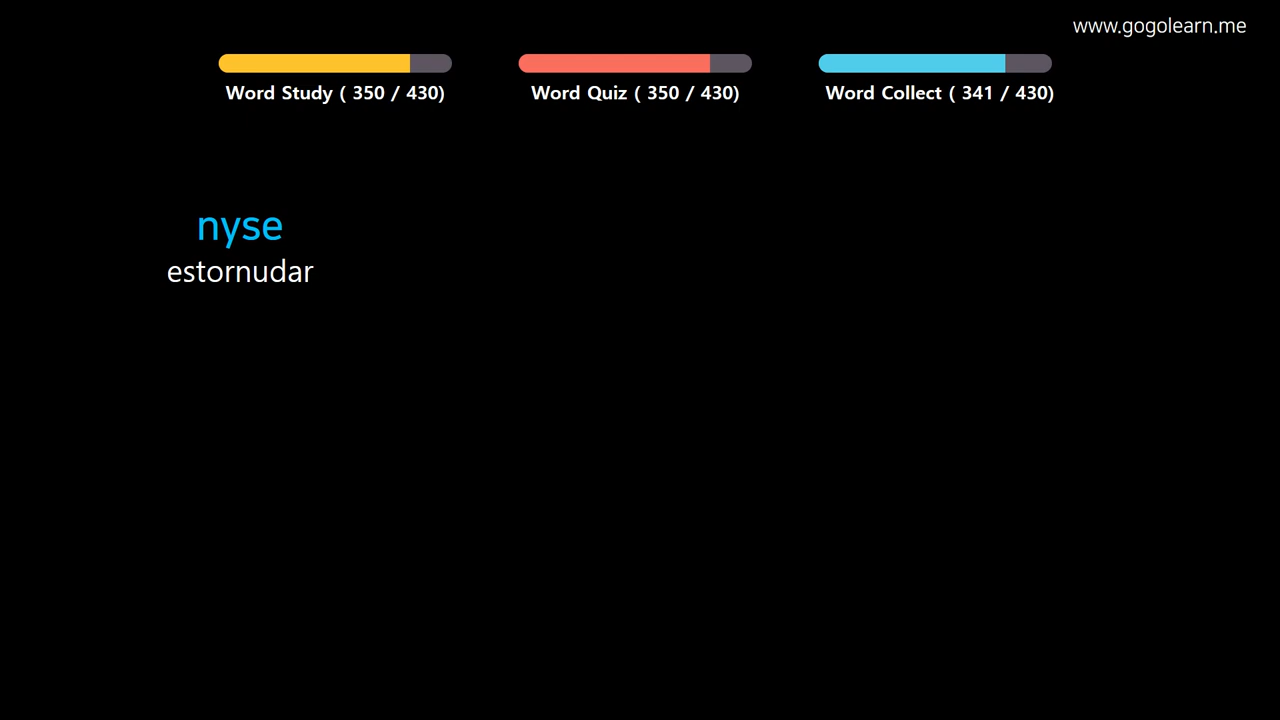 www.gogolearn.me
Word Study ( 350 / 430)
Word Quiz ( 350 / 430)
Word Collect ( 341 / 430)
nyse
estornudar